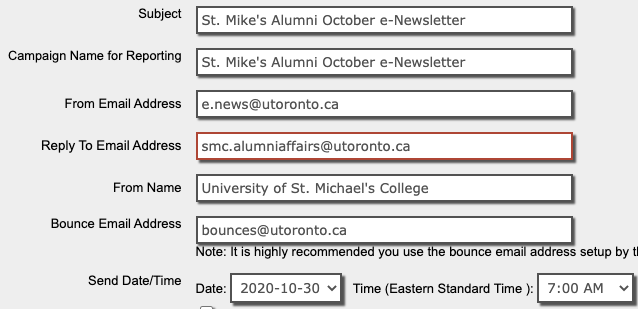 Subject St. Mike's Alumni October e-Newsletter
Campaign Name for Reporting St. Mike's Alumni October e-Newsletter
From Email Address e.news@utoronto.ca
Reply To Email Address smc.alumniaffairs@utoronto.ca
From Name University of St. Michael's College
Bounce Email Address bounces@utoronto.ca
Note: It is highly recommended you use the bounce email address setup by
Send Date/Time Date: 2020-10-30 Time (Eastern Standard Time ): 7:00 AM